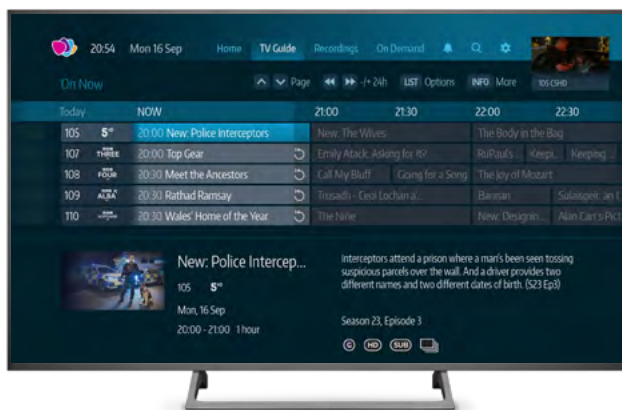 20:54 Mon 16 Sep Home TV Guide Recordings On Demand
On Now Page -/+ 24h LIST Options INFO More 105 C5HD
Today NOW 21:00 21:30 22:00 22:30
105 5HD 20:00 New: Police Interceptors New: The Wives The Body in the Bag
107 THREE 20:00 Top Gear Emily Atack: Asking for It? RuPaul's Keepi... Keeping
108 FOUR 20:30 Meet the Ancestors Call My Bluff Going for a Song The Joy of Mozart
109 ALBA 20:30 Rathad Ramsay Trusadh - Ceol Lochan a' Bannan
110 20:30 Wales' Home of the Year The Nine New: Designin... Alan Carr's Pict
New: Police Intercep...
105 5HD
Mon, 16 Sep
20:00 - 21:00 1 hour
Interceptors attend a prison where a man's been seen tossing
suspicious parcels over the wall. And a driver provides two
different names and two different dates of birth. (S23 Ep3)
Season 23, Episode 3
G HD SUB